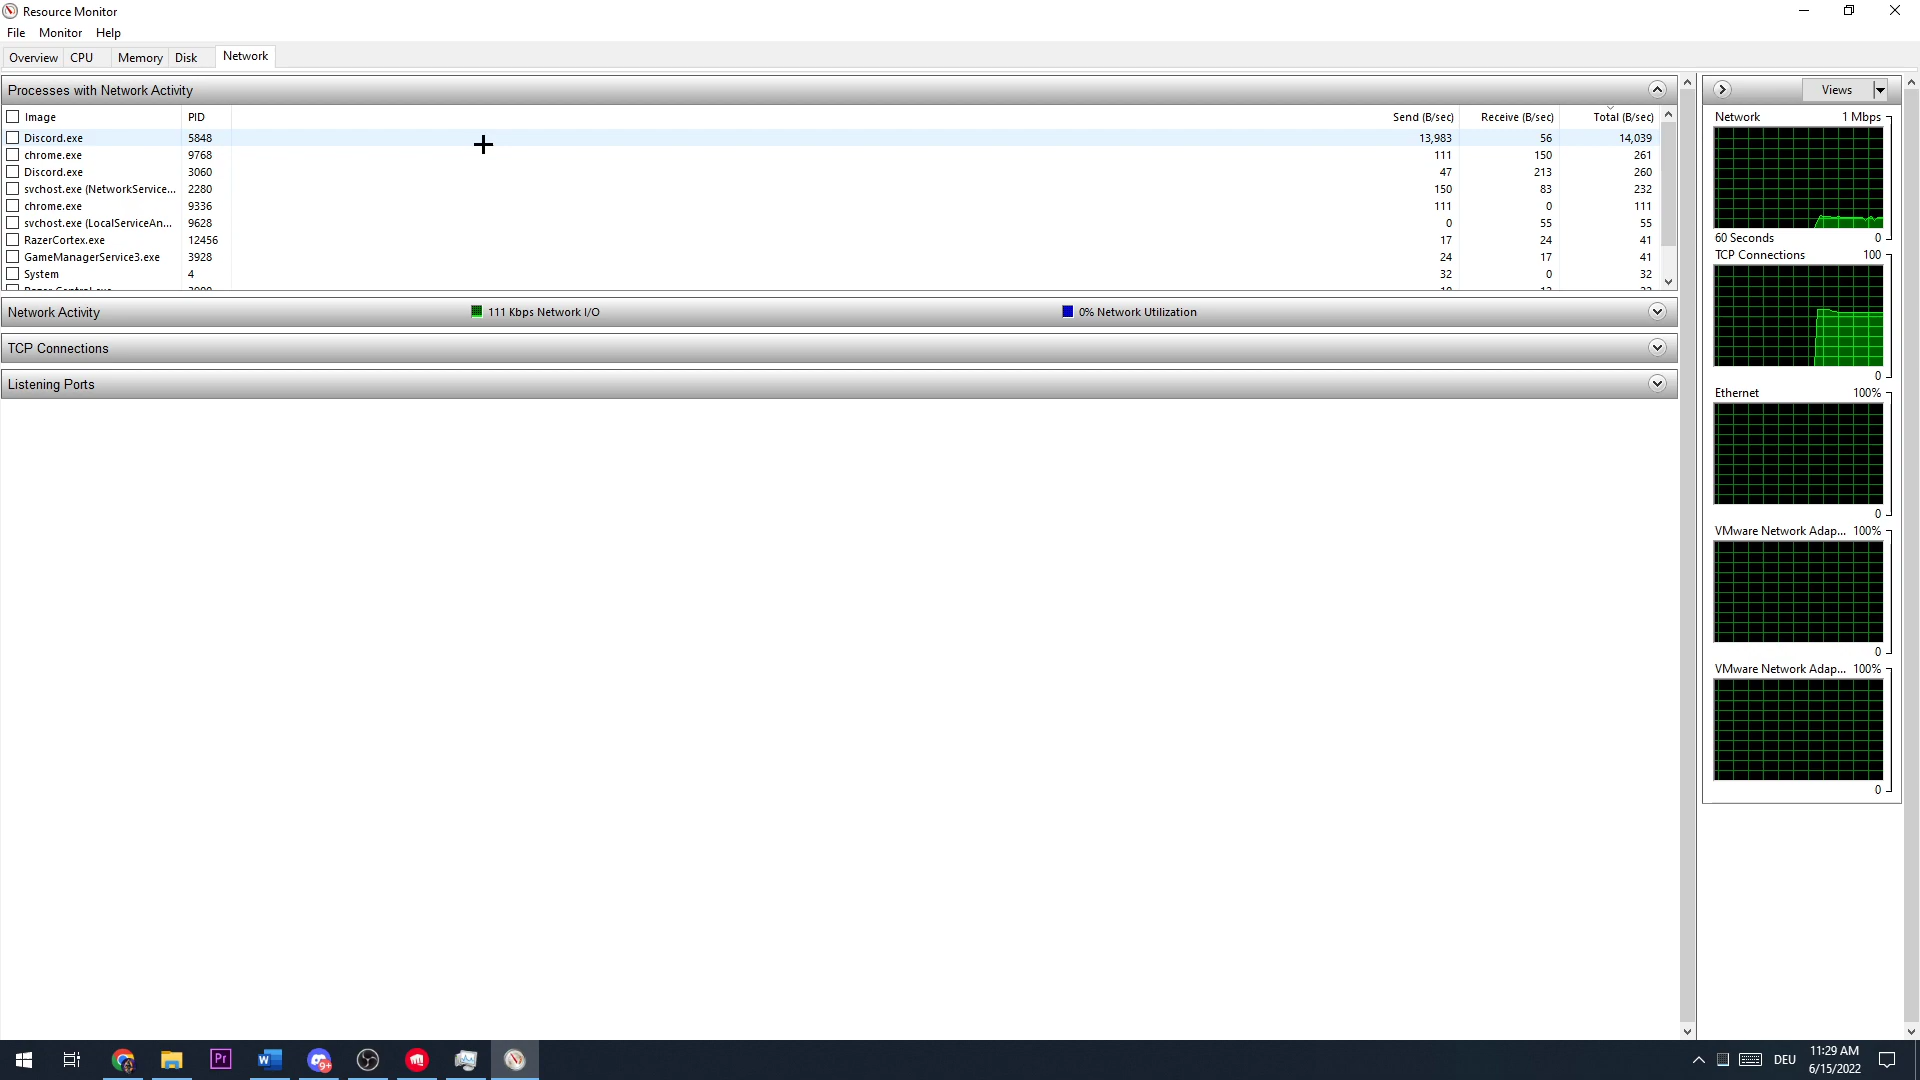 Resource Monitor
File Monitor Help
Overview CPU Memory Disk Network
Processes with Network Activity
Image PID Send (B/sec) Receive (B/sec) Total (B/sec)
Discord.exe 5848 13,983 56 14,039
chrome.exe 9768 111 150 261
Discord.exe 3060 47 213 260
svchost.exe (NetworkService... 2280 150 83 232
chrome.exe 9336 111 0 111
svchost.exe (LocalServiceAn... 9628 0 55 55
RazerCortex.exe 12456 17 24 41
GameManagerService3.exe 3928 24 17 41
System 4 32 0 32
Network Activity 111 Kbps Network I/O 0% Network Utilization
TCP Connections
Listening Ports
Views
Network 1 Mbps
60 Seconds 0
TCP Connections 100
0
Ethernet 100%
0
VMware Network Adap... 100%
0
VMware Network Adap... 100%
0
Pr
9+
DEU
11:29 AM
6/15/2022